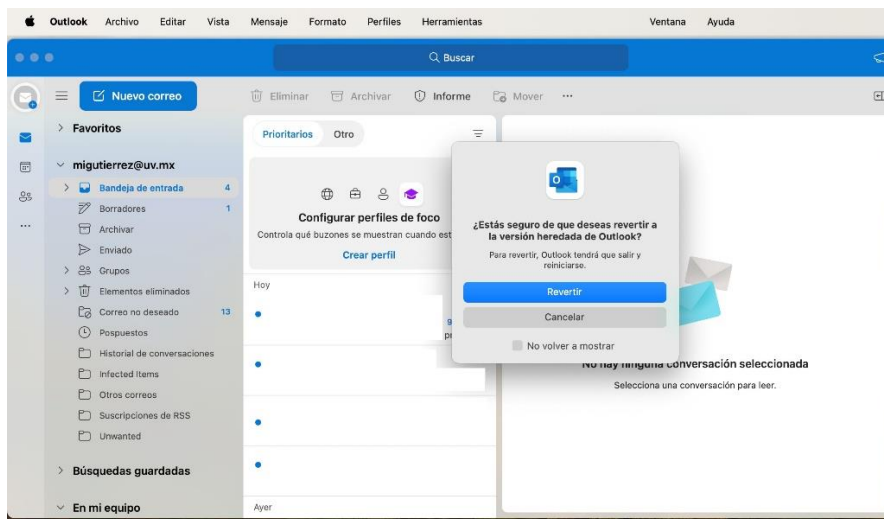 Outlook Archivo Editar Vista Mensaje Formato Perfiles Herramientas Ventana Ayuda
Buscar
Nuevo correo
Eliminar Archivar Informe Mover ...
Favoritos
migutierrez@uv.mx
Bandeja de entrada 4
Borradores 1
Archivar
Enviado
Grupos
Elementos eliminados
Correo no deseado 13
Pospuestos
Historial de conversaciones
Infected Items
Otros correos
Suscripciones de RSS
Unwanted
Búsquedas guardadas
En mi equipo
Prioritarios Otro
Configurar perfiles de foco
Controla qué buzones se muestran cuando est
Crear perfil
Hoy
Ayer
¿Estás seguro de que deseas revertir a
la versión heredada de Outlook?
Para revertir, Outlook tendrá que salir y
reiniciarse.
Revertir
Cancelar
No volver a mostrar
No hay ninguna conversación seleccionada
Selecciona una conversación para leer.